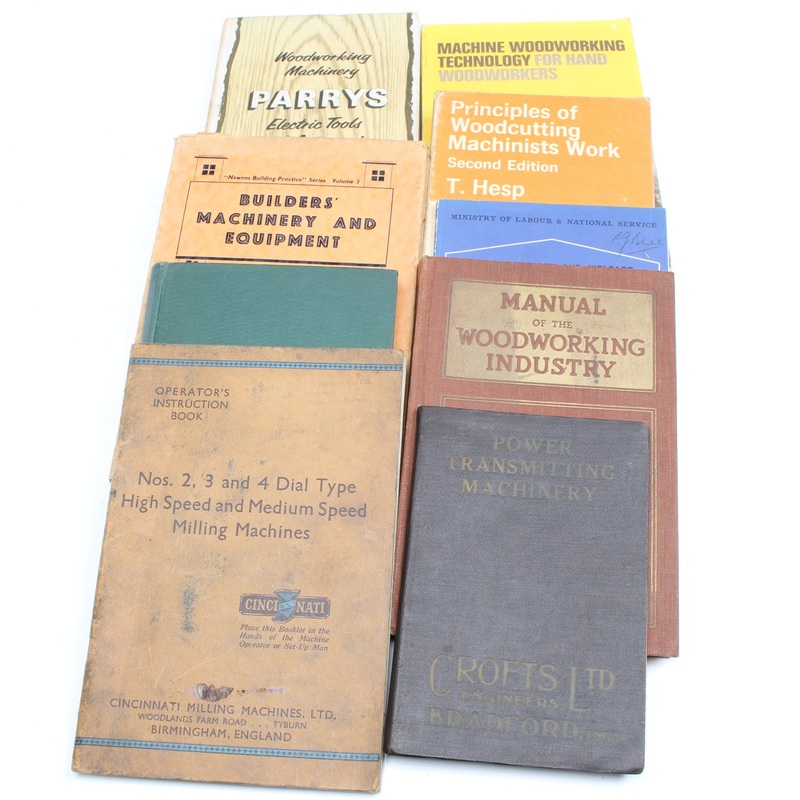 Woodworking
Machinery
PARRYS
Electric Tools
MACHINE WOODWORKING
TECHNOLOGY FOR HAND
WOODWORKERS
Principles of
Woodcutting
Machinists Work
Second Edition
T. Hesp
"Newnes Building Practice" Series Volume 3
BUILDERS'
MACHINERY AND
EQUIPMENT
MINISTRY OF LABOUR & NATIONAL SERVICE
MANUAL
OF THE
WOODWORKING
INDUSTRY
OPERATOR'S
INSTRUCTION
BOOK
Nos. 2, 3 and 4 Dial Type
High Speed and Medium Speed
Milling Machines
CINCINNATI
Place this Booklet in the
Hands of the Machine
Operator or Set-Up Man
CINCINNATI MILLING MACHINES, LTD.
WOODLANDS FARM ROAD . . . TYBURN
BIRMINGHAM, ENGLAND
POWER
TRANSMITTING
MACHINERY
CROFTS LTD
ENGINEERS
BRADFORD